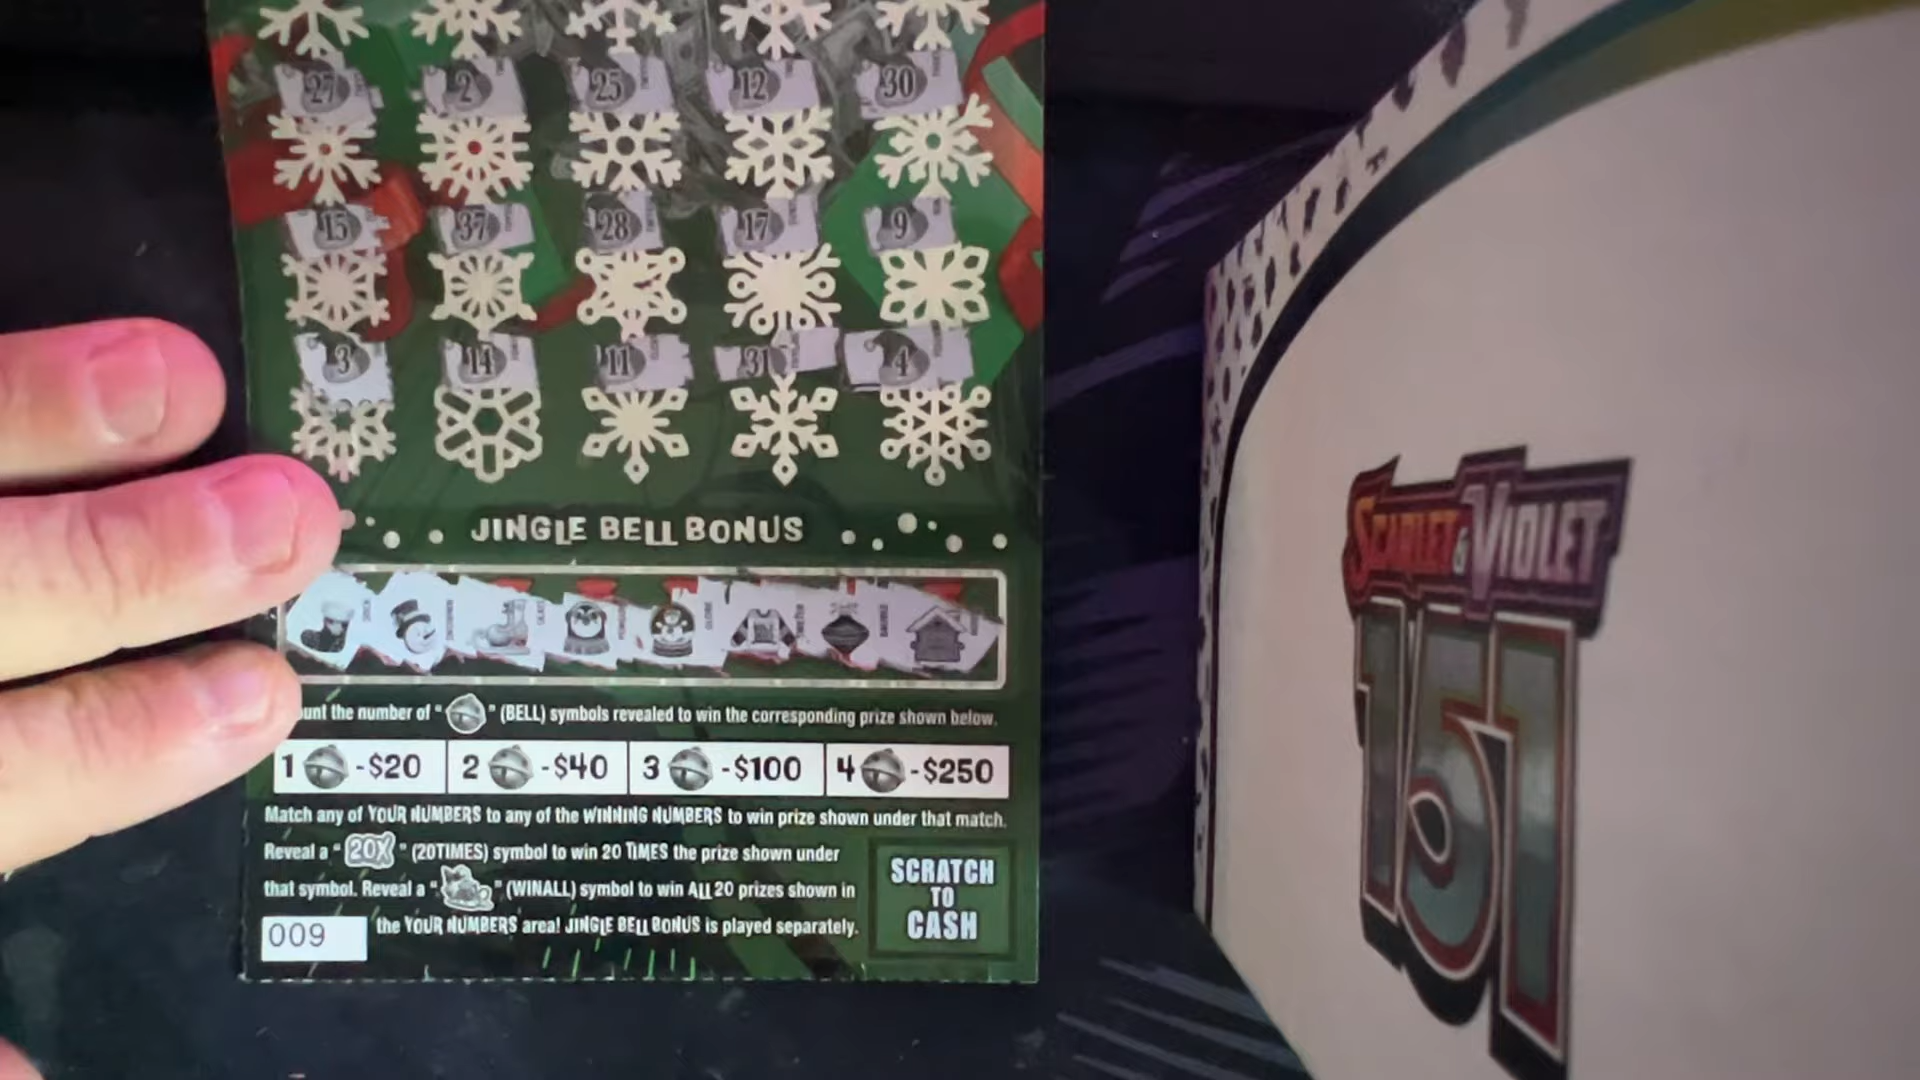 27 2 25 12 30
15 37 28 17 9
3 14 11 31 4
JINGLE BELL BONUS
unt the number of "  " (BELL) symbols revealed to win the corresponding prize shown below.
1 -$20 2 -$40 3 -$100 4 -$250
Match any of YOUR NUMBERS to any of the WINNING NUMBERS to win prize shown under that match.
Reveal a " 20X " (20TIMES) symbol to win 20 TIMES the prize shown under
that symbol. Reveal a "  " (WINALL) symbol to win ALL 20 prizes shown in
the YOUR NUMBERS area! JINGLE BELL BONUS is played separately.
009
SCRATCH
TO
CASH
SCARLET & VIOLET
151